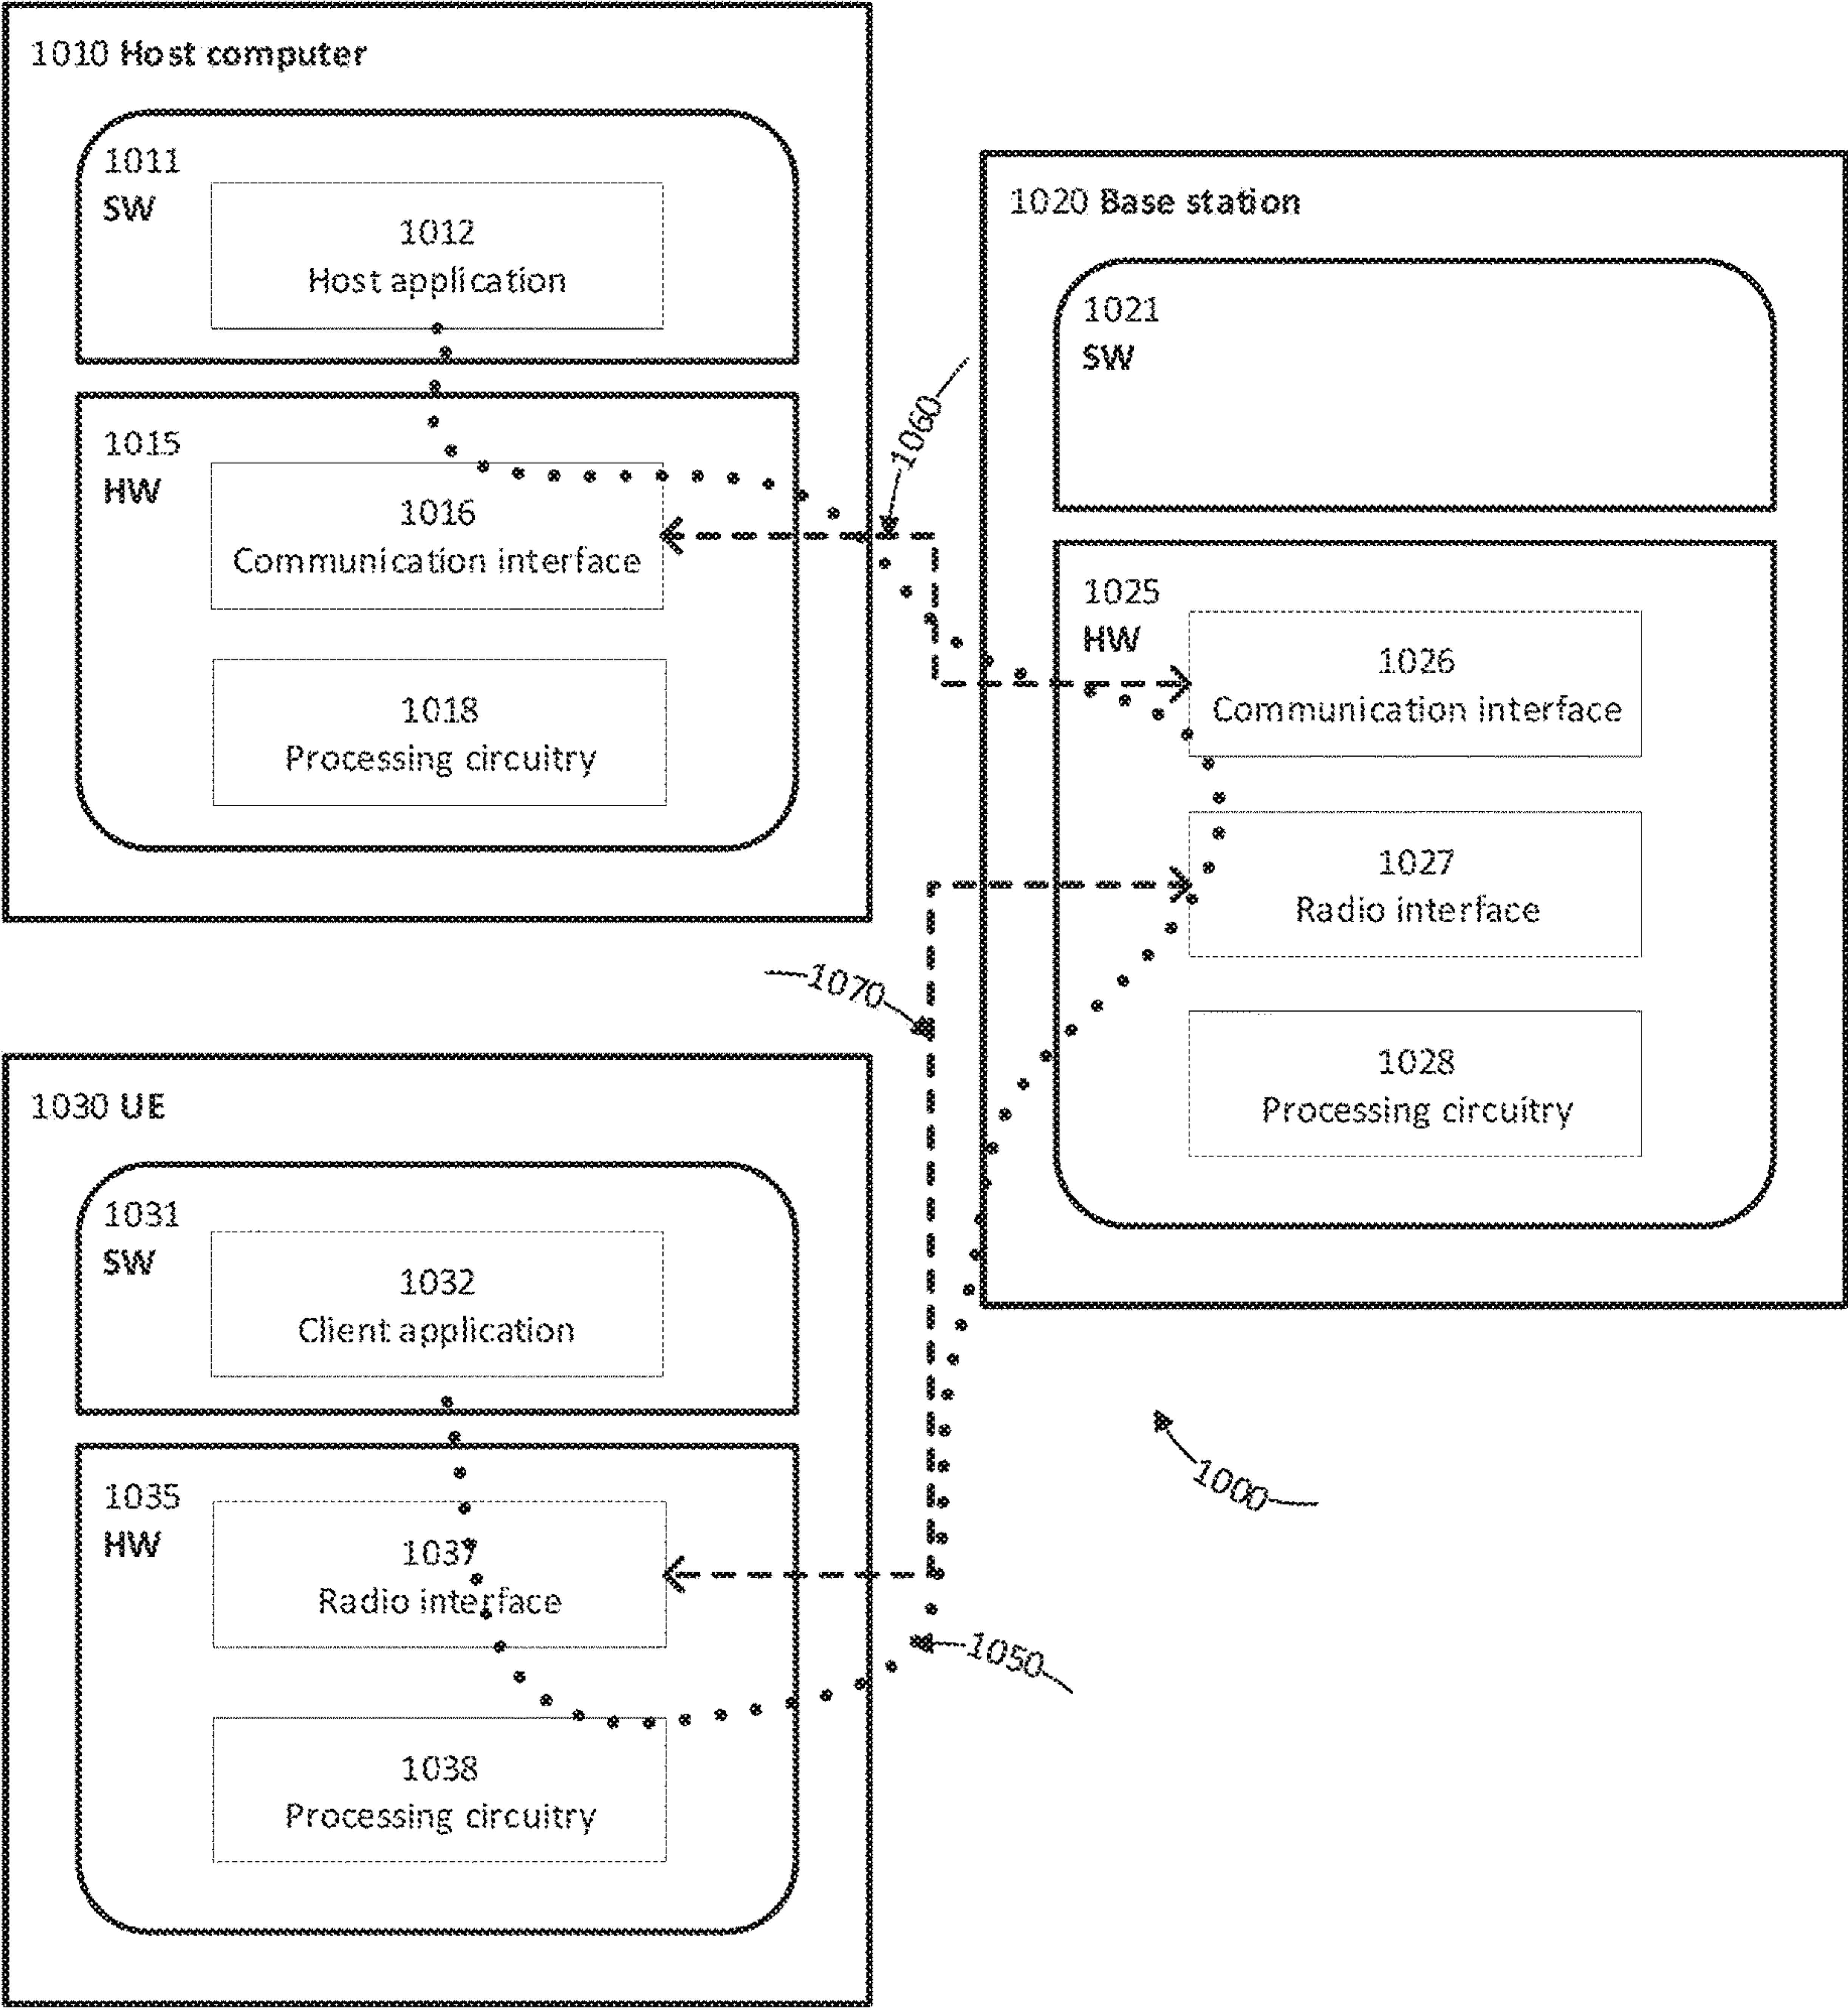 1010 Host computer
1011
SW
1012
Host application
1015
HW
1016
Communication interface
1018
Processing circuitry
1060
1020 Base station
1021
SW
1025
HW
1026
Communication interface
1027
Radio interface
1028
Processing circuitry
1070
1030 UE
1031
SW
1032
Client application
1035
HW
1037
Radio interface
1038
Processing circuitry
1000
1050